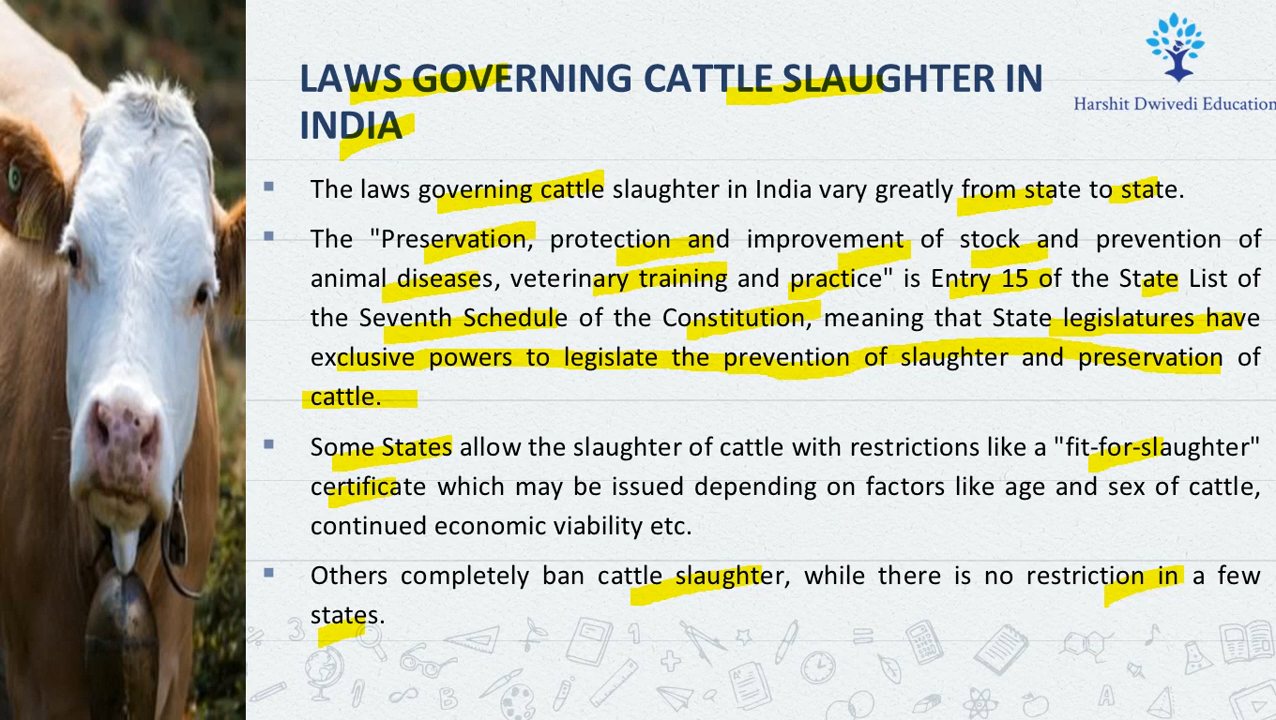 Harshit Dwivedi Education
LAWS GOVERNING CATTLE SLAUGHTER IN
INDIA
The laws governing cattle slaughter in India vary greatly from state to state.
The "Preservation, protection and improvement of stock and prevention of
animal diseases, veterinary training and practice" is Entry 15 of the State List of
the Seventh Schedule of the Constitution, meaning that State legislatures have
exclusive powers to legislate the prevention of slaughter and preservation of
cattle.
Some States allow the slaughter of cattle with restrictions like a "fit-for-slaughter"
certificate which may be issued depending on factors like age and sex of cattle,
continued economic viability etc.
Others completely ban cattle slaughter, while there is no restriction in a few
states.